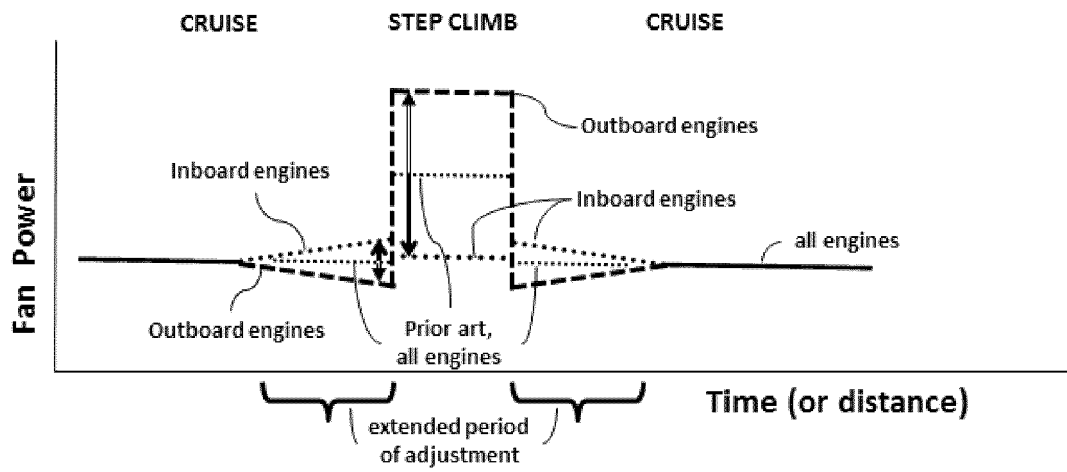 CRUISE
STEP CLIMB
CRUISE
Outboard engines
Inboard engines
Inboard engines
all engines
Fan Power
Outboard engines
Prior art,
all engines
Time (or distance)
extended period
of adjustment